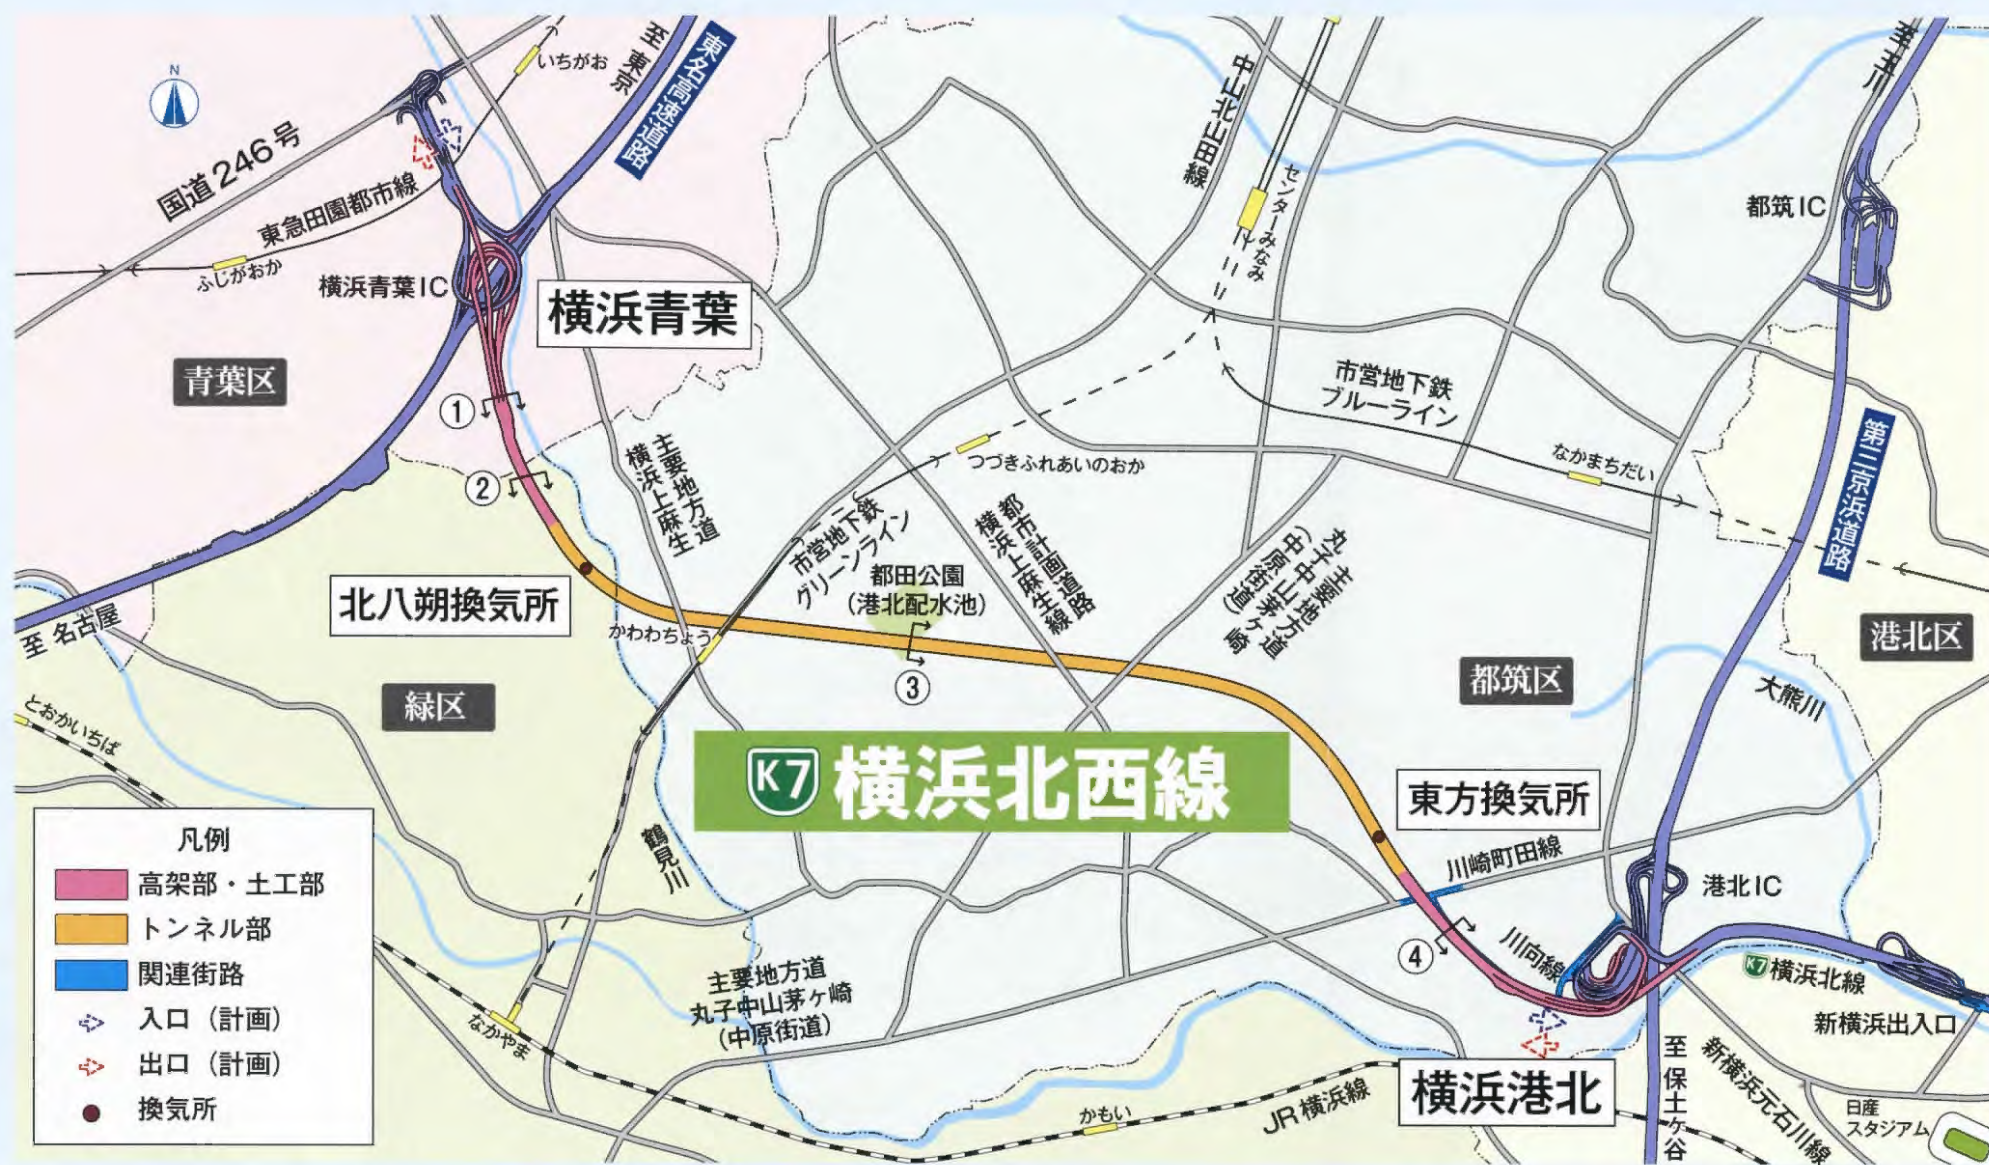 N
国道246号
いちがお
至 東京
東名高速道路
東急田園都市線
ふじがおか
横浜青葉IC
横浜青葉
青葉区
中山北山田線
センターみなみ
至 玉川
都筑IC
市営地下鉄
ブルーライン
なかまちだい
第三京浜道路
①
②
主要地方道
横浜上麻生
つづきふれあいのおか
市営地下鉄
グリーンライン
都市計画道路
横浜上麻生線
主要地方道
丸子中山茅ヶ崎
(中原街道)
都田公園
(港北配水池)
北八朔換気所
かわわちょう
③
至 名古屋
緑区
都筑区
港北区
大熊川
とおかいちば
K7 横浜北西線
東方換気所
川崎町田線
鶴見川
港北IC
④
川向線
K7 横浜北線
新横浜出入口
主要地方道
丸子中山茅ヶ崎
(中原街道)
なかやま
かもい
JR横浜線
横浜港北
至 保土ヶ谷
新横浜元石川線
日産
スタジアム
凡例
高架部・土工部
トンネル部
関連街路
入口(計画)
出口(計画)
換気所